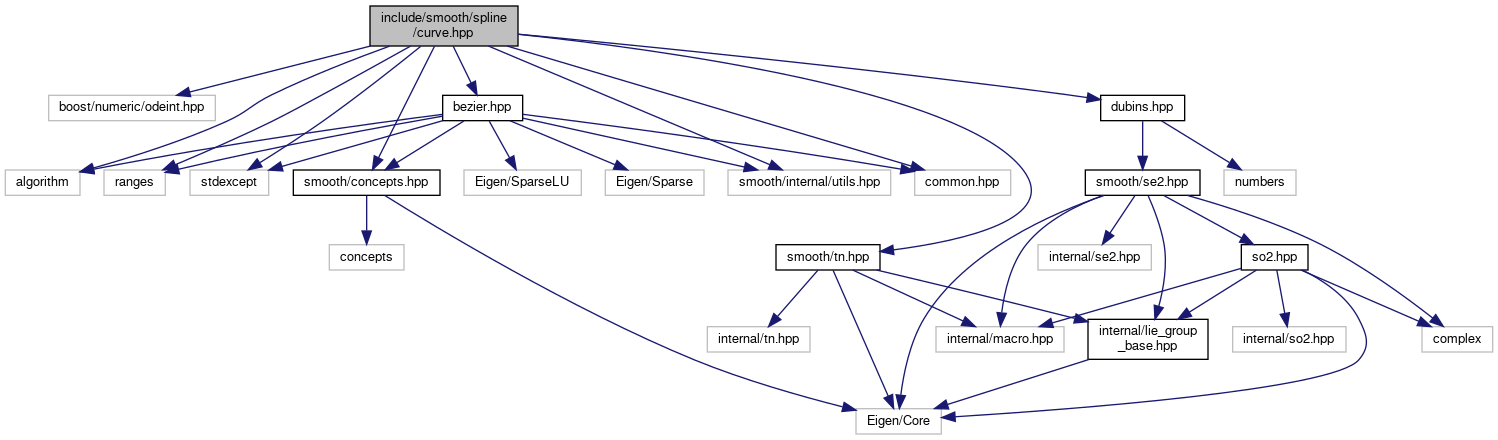 include/smooth/spline
/curve.hpp
boost/numeric/odeint.hpp
bezier.hpp
dubins.hpp
algorithm
ranges
stdexcept
smooth/concepts.hpp
Eigen/SparseLU
Eigen/Sparse
smooth/internal/utils.hpp
common.hpp
smooth/se2.hpp
numbers
concepts
smooth/tn.hpp
internal/se2.hpp
so2.hpp
internal/tn.hpp
internal/macro.hpp
internal/lie_group
_base.hpp
internal/so2.hpp
complex
Eigen/Core